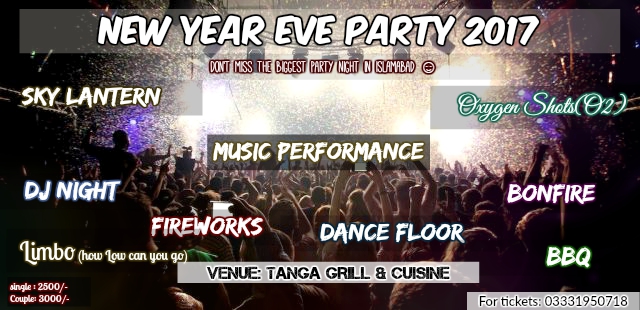 NEW YEAR EVE PARTY 2017
DON'T MISS THE BIGGEST PARTY NIGHT IN ISLAMABAD 😊
SKY LANTERN
Oxygen Shots(O2)
MUSIC PERFORMANCE
DJ NIGHT
BONFIRE
FIREWORKS
DANCE FLOOR
Limbo (how Low can you go)
BBQ
VENUE: TANGA GRILL & CUISINE
single : 2500/-
Couple: 3000/-
For tickets: 03331950718